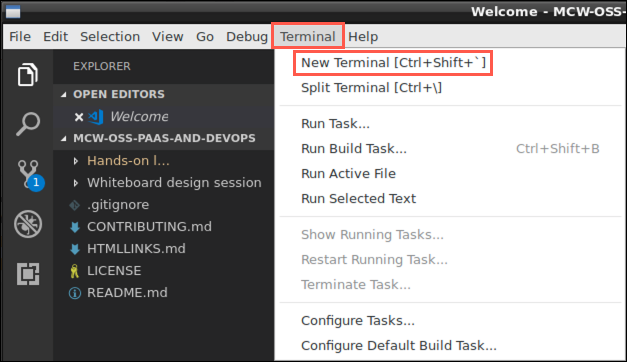 Welcome - MCW-OSS-
File Edit Selection View Go Debug Terminal Help
EXPLORER
OPEN EDITORS
Welcome
MCW-OSS-PAAS-AND-DEVOPS
Hands-on l...
Whiteboard design session
.gitignore
CONTRIBUTING.md
HTMLLINKS.md
LICENSE
README.md
1
New Terminal [Ctrl+Shift+`]
Split Terminal [Ctrl+\]
Run Task...
Run Build Task... Ctrl+Shift+B
Run Active File
Run Selected Text
Show Running Tasks...
Restart Running Task...
Terminate Task...
Configure Tasks...
Configure Default Build Task...